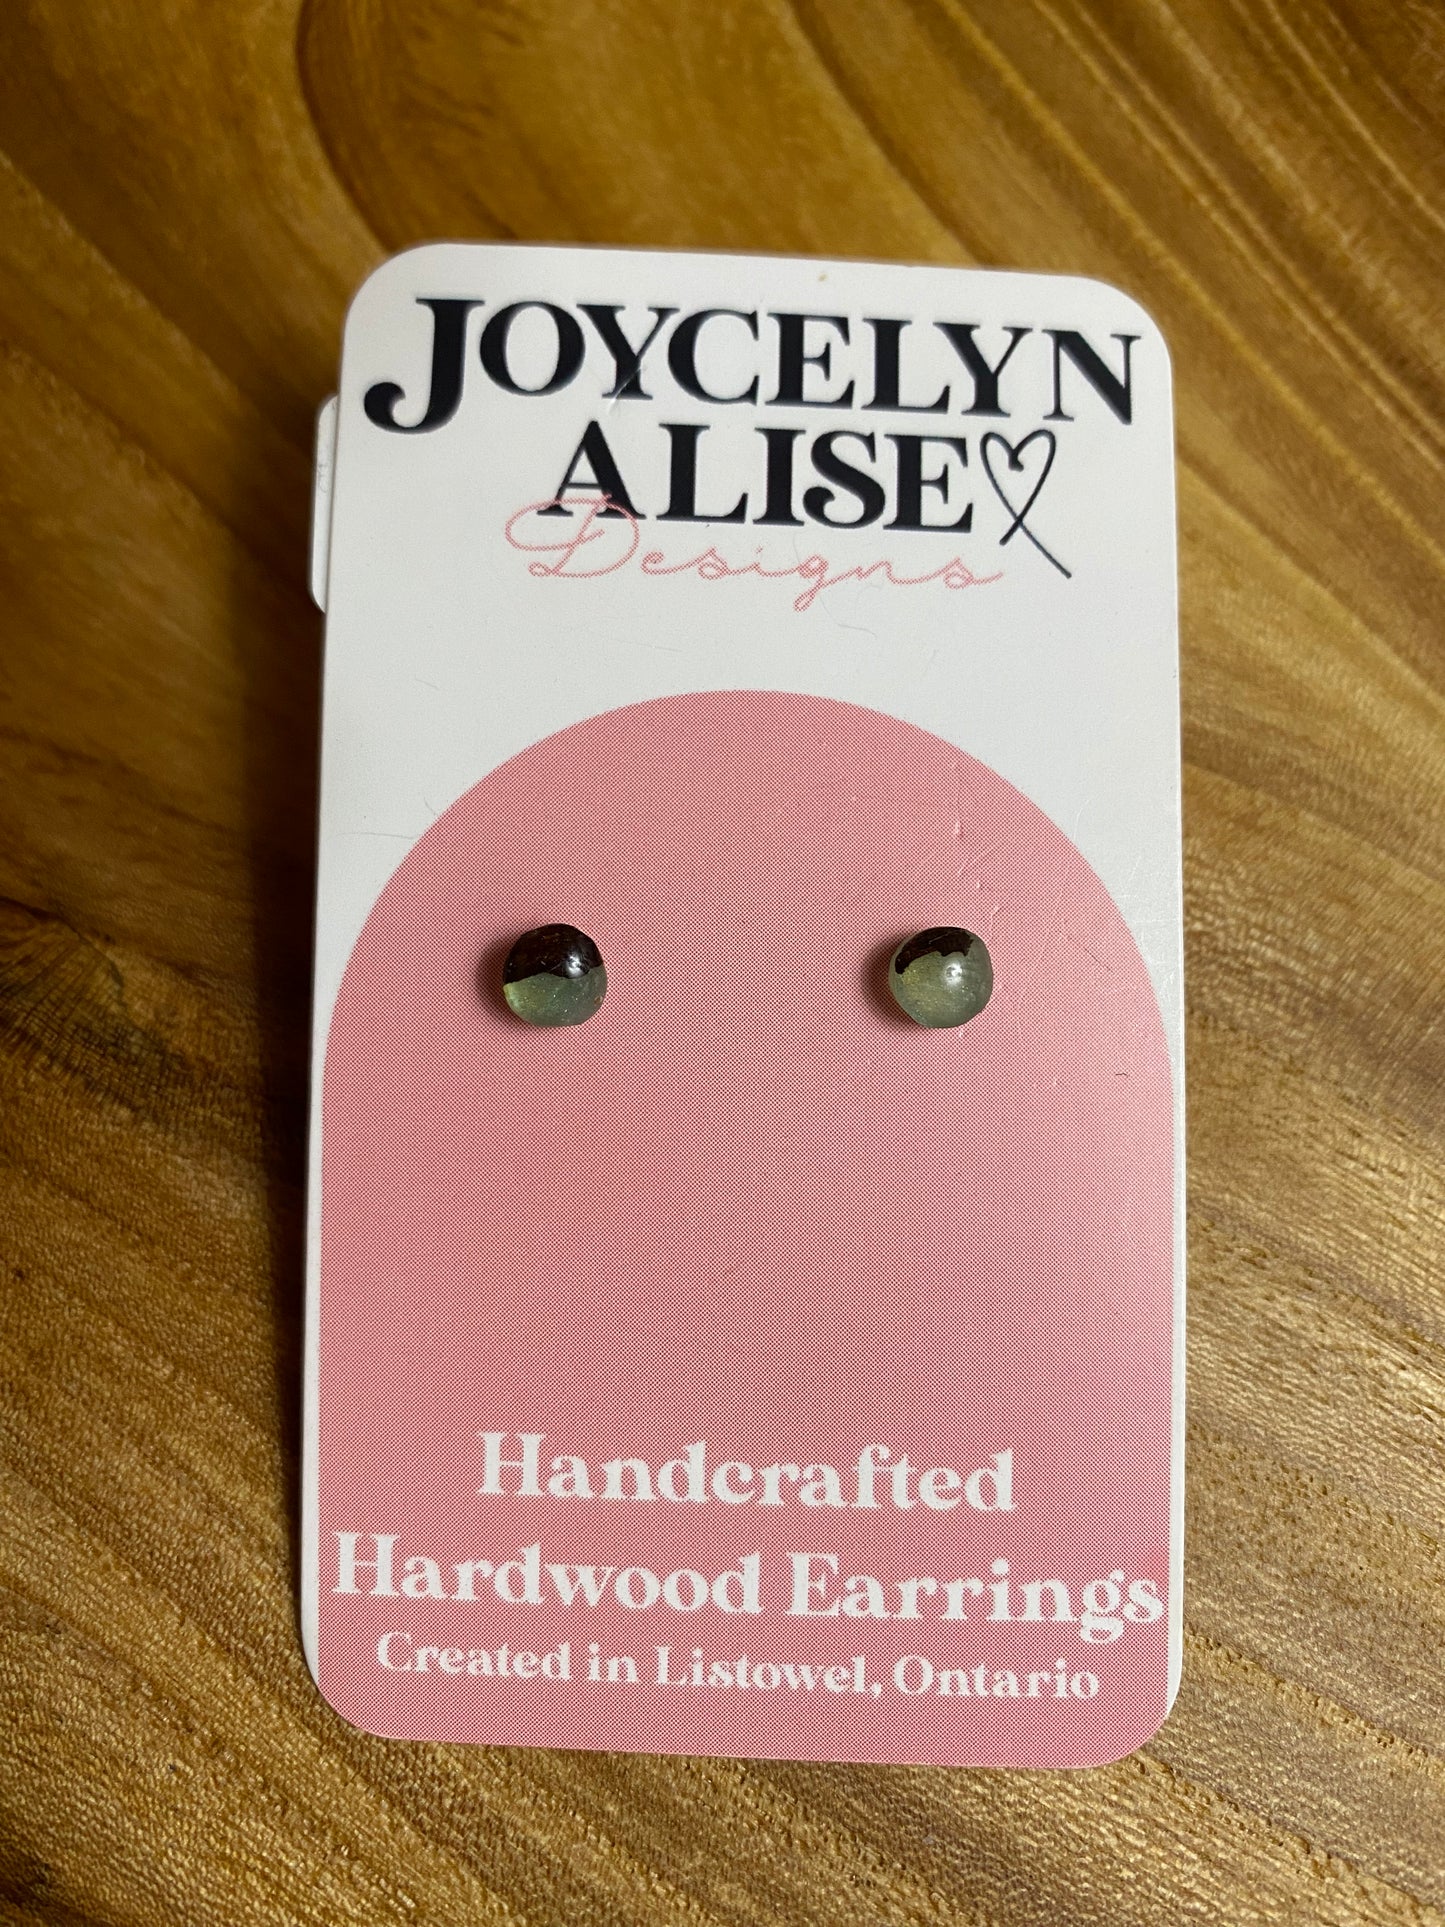 JOYCELYN
ALISE
Designs
Handcrafted
Hardwood Earrings
Created in Listowel, Ontario